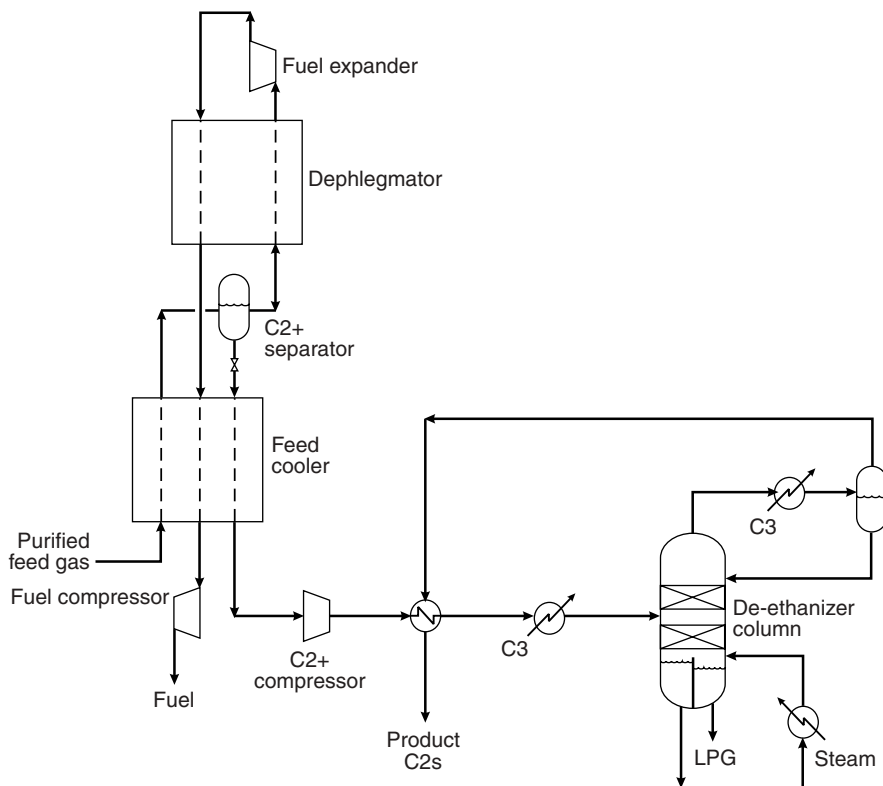 Fuel expander
Dephlegmator
C2+
separator
Feed
cooler
Purified
feed gas
Fuel compressor
Fuel
C2+
compressor
Product
C2s
C3
C3
De-ethanizer
column
LPG
Steam